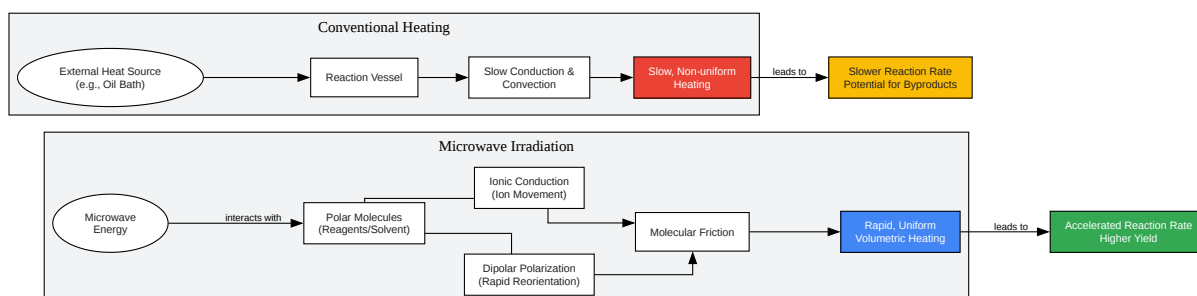 Conventional Heating
External Heat Source
(e.g., Oil Bath)
Reaction Vessel
Slow Conduction &
Convection
Slow, Non-uniform
Heating
leads to
Slower Reaction Rate
Potential for Byproducts
Microwave Irradiation
Microwave
Energy
interacts with
Polar Molecules
(Reagents/Solvent)
Ionic Conduction
(Ion Movement)
Dipolar Polarization
(Rapid Reorientation)
Molecular Friction
Rapid, Uniform
Volumetric Heating
leads to
Accelerated Reaction Rate
Higher Yield